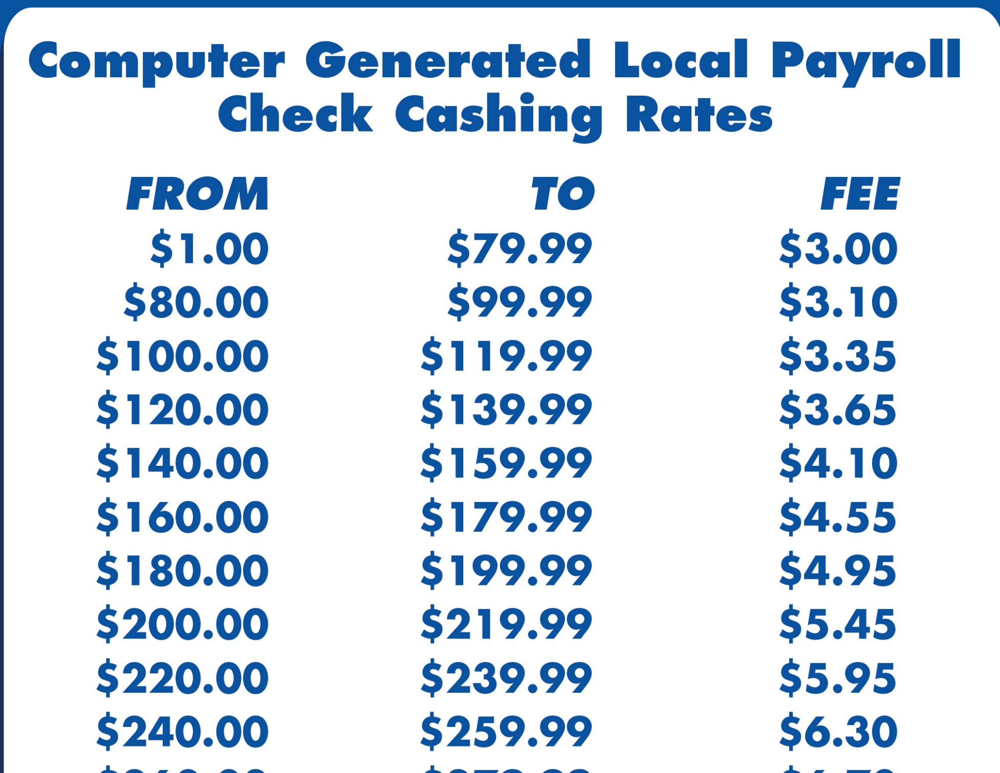 Computer Generated Local Payroll
Check Cashing Rates
FROM TO FEE
$1.00 $79.99 $3.00
$80.00 $99.99 $3.10
$100.00 $119.99 $3.35
$120.00 $139.99 $3.65
$140.00 $159.99 $4.10
$160.00 $179.99 $4.55
$180.00 $199.99 $4.95
$200.00 $219.99 $5.45
$220.00 $239.99 $5.95
$240.00 $259.99 $6.30